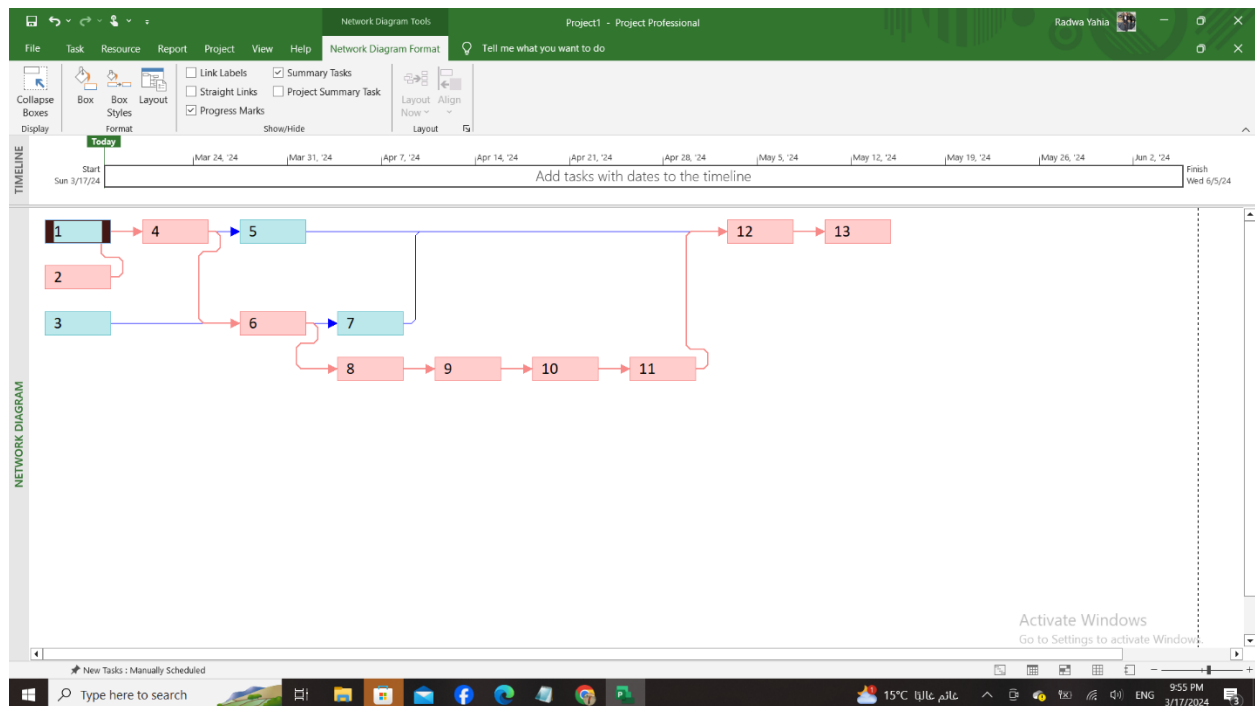 Network Diagram Tools
Project1 - Project Professional
Radwa Yahia
File Task Resource Report Project View Help Network Diagram Format Tell me what you want to do
Collapse Boxes
Box
Box Styles
Layout
Link Labels
Summary Tasks
Straight Links
Project Summary Task
Progress Marks
Layout Now
Align
Display
Format
Show/Hide
Layout
TIMELINE
Today
Start
Sun 3/17/24
Mar 24, '24 Mar 31, '24 Apr 7, '24 Apr 14, '24 Apr 21, '24 Apr 28, '24 May 5, '24 May 12, '24 May 19, '24 May 26, '24 Jun 2, '24
Add tasks with dates to the timeline
Finish
Wed 6/5/24
NETWORK DIAGRAM
1 4 5 12 13
2
3 6 7
8 9 10 11
Activate Windows
Go to Settings to activate Windows.
New Tasks : Manually Scheduled
Type here to search
15°C غائم غالبًا
ENG
9:55 PM
3/17/2024
3